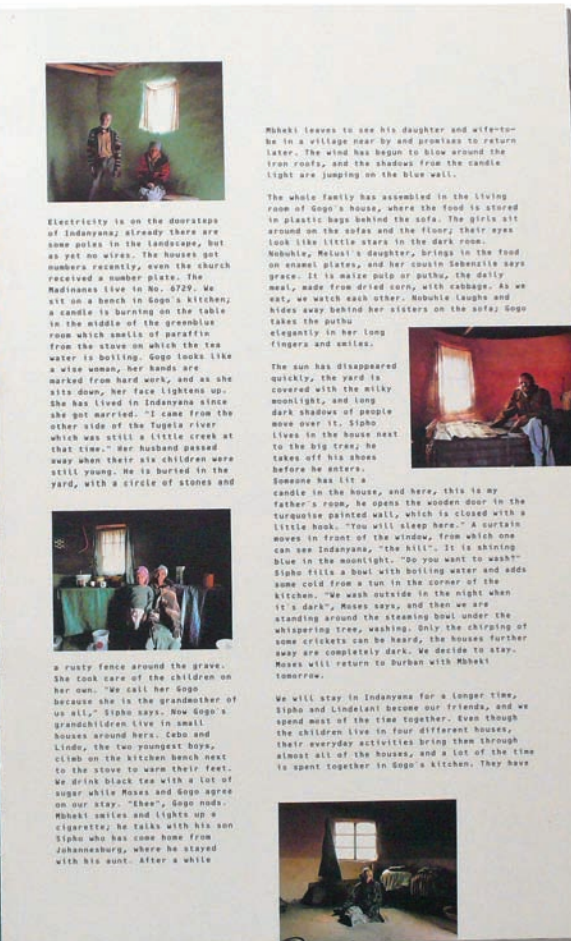 Electricity is on the doorsteps
of Indanyana; already there are
some poles in the landscape, but
as yet no wires. The houses got
numbers recently, even the church
received a number plate. The
Madinanes live in No. 6729. We
sit on a bench in Gogo's kitchen;
a candle is burning on the table
in the middle of the greenblue
room which smells of paraffin
from the stove on which the tea
water is boiling. Gogo looks like
a wise woman, her hands are
marked from hard work, and as she
sits down, her face lightens up.
She has lived in Indanyana since
she got married. "I came from the
other side of the Tugela river
which was still a little creek at
that time." Her husband passed
away when their six children were
still young. He is buried in the
yard, with a circle of stones and
a rusty fence around the grave.
She took care of the children on
her own. "We call her Gogo
because she is the grandmother of
us all," Sipho says. Now Gogo's
grandchildren live in small
houses around hers. Cebo and
Lindo, the two youngest boys,
climb on the kitchen bench next
to the stove to warm their feet.
We drink black tea with a lot of
sugar while Moses and Gogo agree
on our stay. "Ehee", Gogo nods.
Mbheki smiles and lights up a
cigarette; he talks with his son
Sipho who has come home from
Johannesburg, where he stayed
with his aunt. After a while
Mbheki leaves to see his daughter and wife-to-
be in a village near by and promises to return
later. The wind has begun to blow around the
iron roofs, and the shadows from the candle
light are jumping on the blue wall.
The whole family has assembled in the living
room of Gogo's house, where the food is stored
in plastic bags behind the sofa. The girls sit
around on the sofas and the floor; their eyes
look like little stars in the dark room.
Nobuhle, Melusi's daughter, brings in the food
on enamel plates, and her cousin Sebenzile says
grace. It is maize pulp or puthu, the daily
meal, made from dried corn, with cabbage. As we
eat, we watch each other. Nobuhle laughs and
hides away behind her sisters on the sofa; Gogo
takes the puthu
elegantly in her long
fingers and smiles.
The sun has disappeared
quickly, the yard is
covered with the milky
moonlight, and long
dark shadows of people
move over it. Sipho
lives in the house next
to the big tree; he
takes off his shoes
before he enters.
Someone has lit a
candle in the house, and here, this is my
father's room, he opens the wooden door in the
turquoise painted wall, which is closed with a
little hook. "You will sleep here." A curtain
moves in front of the window, from which one
can see Indanyana, "the hill". It is shining
blue in the moonlight. "Do you want to wash?"
Sipho fills a bowl with boiling water and adds
some cold from a tun in the corner of the
kitchen. "We wash outside in the night when
it's dark", Moses says, and then we are
standing around the steaming bowl under the
whispering tree, washing. Only the chirping of
some crickets can be heard, the houses further
away are completely dark. We decide to stay.
Moses will return to Durban with Mbheki
tomorrow.
We will stay in Indanyana for a longer time,
Sipho and Lindelani become our friends, and we
spend most of the time together. Even though
the children live in four different houses,
their everyday activities bring them through
almost all of the houses, and a lot of the time
is spent together in Gogo's kitchen. They have